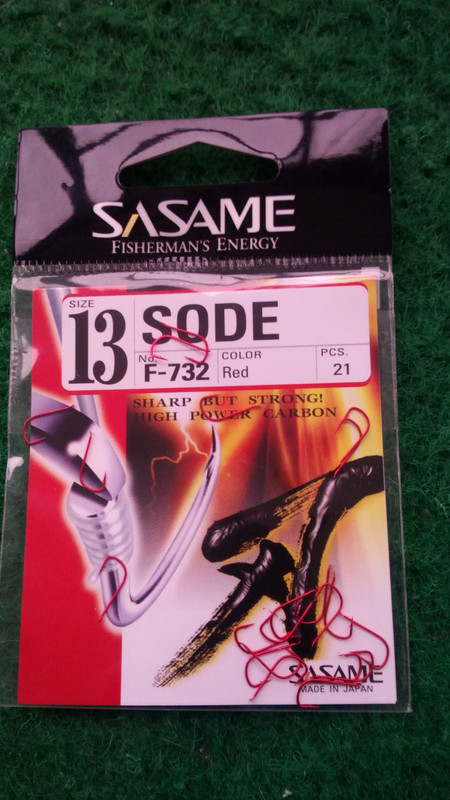 SASAME
FISHERMAN'S ENERGY
SIZE
13
SODE
No.
F-732
COLOR
Red
PCS.
21
SHARP BUT STRONG!
HIGH POWER CARBON
SASAME
MADE IN JAPAN